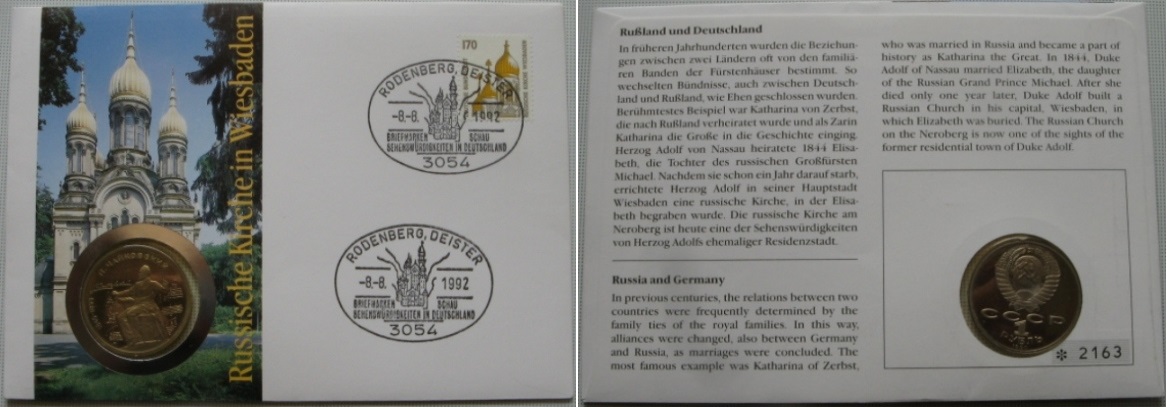 Russische Kirche in Wiesbaden
170
RODENBERG, DEISTER
-8.-8. 1992
BRIEFMARKEN SCHAU
SEHENSWÜRDIGKEITEN IN DEUTSCHLAND
3054
RODENBERG, DEISTER
-8.-8. 1992
BRIEFMARKEN SCHAU
SEHENSWÜRDIGKEITEN IN DEUTSCHLAND
3054
Rußland und Deutschland
In früheren Jahrhunderten wurden die Beziehun-
gen zwischen zwei Ländern oft von den familiä-
ren Banden der Fürstenhäuser bestimmt. So
wechselten Bündnisse, auch zwischen Deutsch-
land und Rußland, wie Ehen geschlossen wurden.
Berühmtestes Beispiel war Katharina von Zerbst,
die nach Rußland verheiratet wurde und als Zarin
Katharina die Große in die Geschichte einging.
Herzog Adolf von Nassau heiratete 1844 Elisa-
beth, die Tochter des russischen Großfürsten
Michael. Nachdem sie schon ein Jahr darauf starb,
errichtete Herzog Adolf in seiner Hauptstadt
Wiesbaden eine russische Kirche, in der Elisa-
beth begraben wurde. Die russische Kirche am
Neroberg ist heute eine der Sehenswürdigkeiten
von Herzog Adolfs ehemaliger Residenzstadt.
Russia and Germany
In previous centuries, the relations between two
countries were frequently determined by the
family ties of the royal families. In this way,
alliances were changed, also between Germany
and Russia, as marriages were concluded. The
most famous example was Katharina of Zerbst,
who was married in Russia and became a part of
history as Katharina the Great. In 1844, Duke
Adolf of Nassau married Elizabeth, the daughter
of the Russian Grand Prince Michael. After she
died only one year later, Duke Adolf built a
Russian Church in his capital, Wiesbaden, in
which Elizabeth was buried. The Russian Church
on the Neroberg is now one of the sights of the
former residential town of Duke Adolf.
СССР
1
РУБЛЬ
* 2163